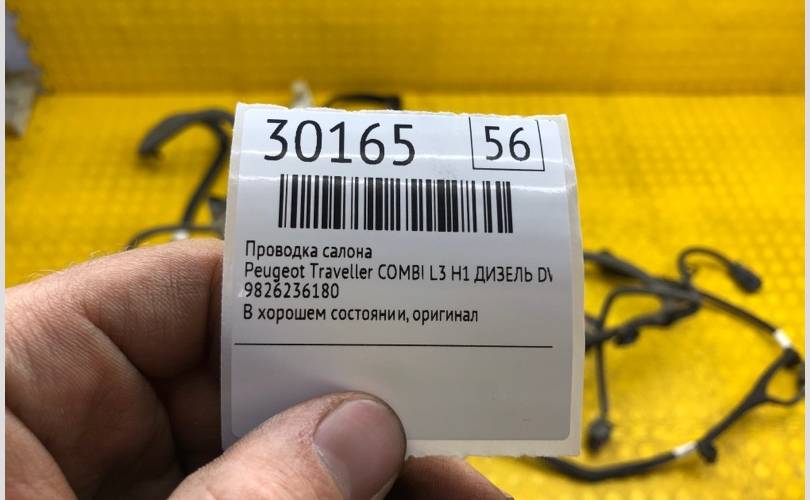 30165 56
Проводка салона
Peugeot Traveller COMBI L3 H1 ДИЗЕЛЬ
9826236180
В хорошем состоянии, оригинал